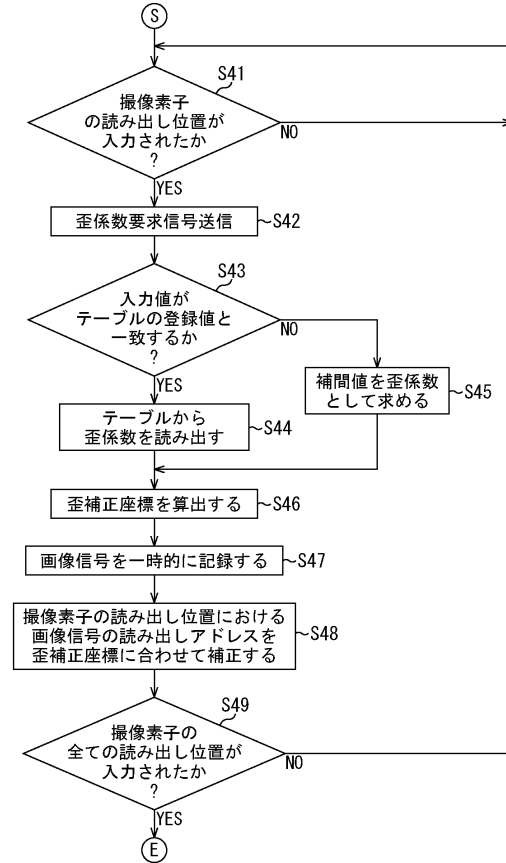 S
S41
撮像素子
の読み出し位置が
入力されたか
?
NO
YES
歪係数要求信号送信
S42
S43
入力値が
テーブルの登録値と
一致するか
?
NO
YES
補間値を歪係数
として求める
S45
テーブルから
歪係数を読み出す
S44
歪補正座標を算出する
S46
画像信号を一時的に記録する
S47
撮像素子の読み出し位置における
画像信号の読み出しアドレスを
歪補正座標に合わせて補正する
S48
S49
撮像素子の
全ての読み出し位置が
入力されたか
?
NO
YES
E